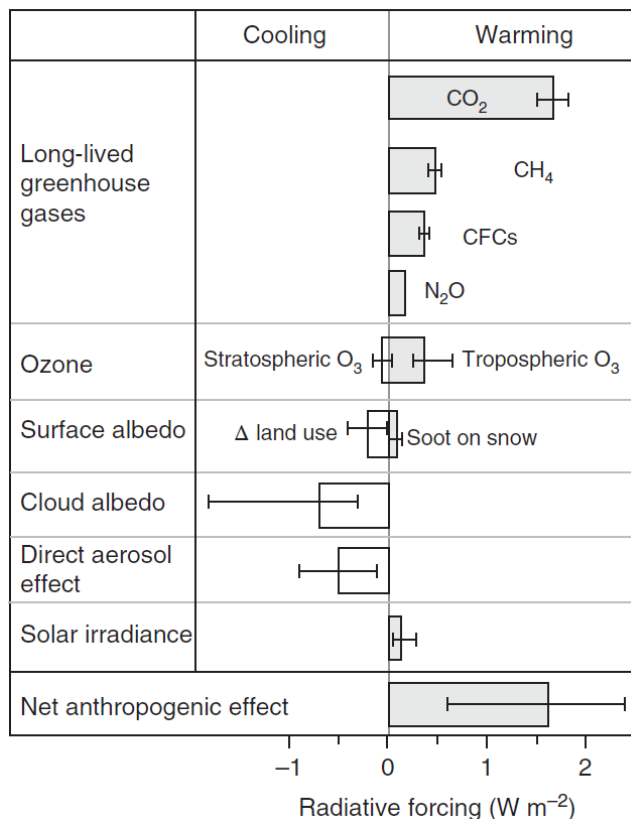 Cooling Warming
CO₂
Long-lived
greenhouse
gases
CH₄
CFCs
N₂O
Ozone
Stratospheric O₃
Tropospheric O₃
Surface albedo
Δ land use
Soot on snow
Cloud albedo
Direct aerosol
effect
Solar irradiance
Net anthropogenic effect
–1 0 1 2
Radiative forcing (W m⁻²)